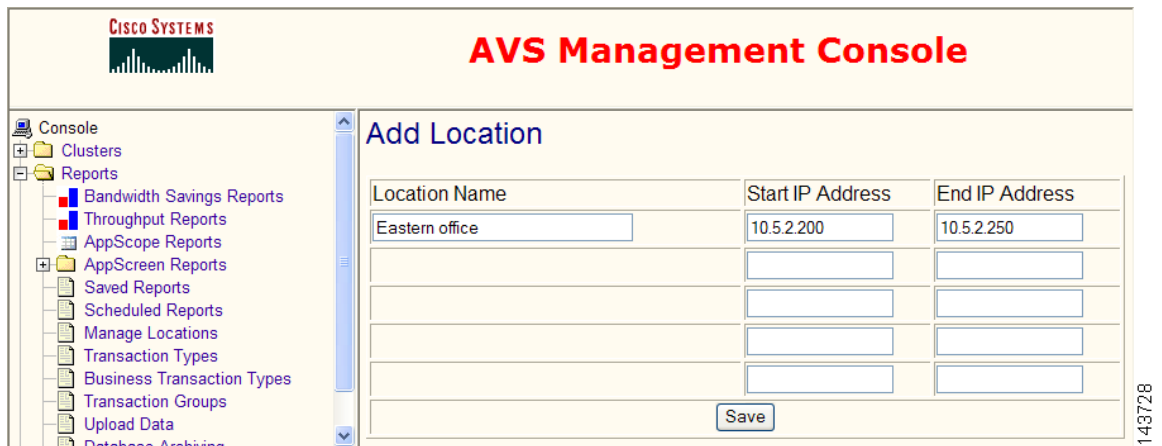 CISCO SYSTEMS
AVS Management Console
Console
Clusters
Reports
Bandwidth Savings Reports
Throughput Reports
AppScope Reports
AppScreen Reports
Saved Reports
Scheduled Reports
Manage Locations
Transaction Types
Business Transaction Types
Transaction Groups
Upload Data
Database Archiving
Add Location
Location Name Start IP Address End IP Address
Eastern office 10.5.2.200 10.5.2.250
Save
143728